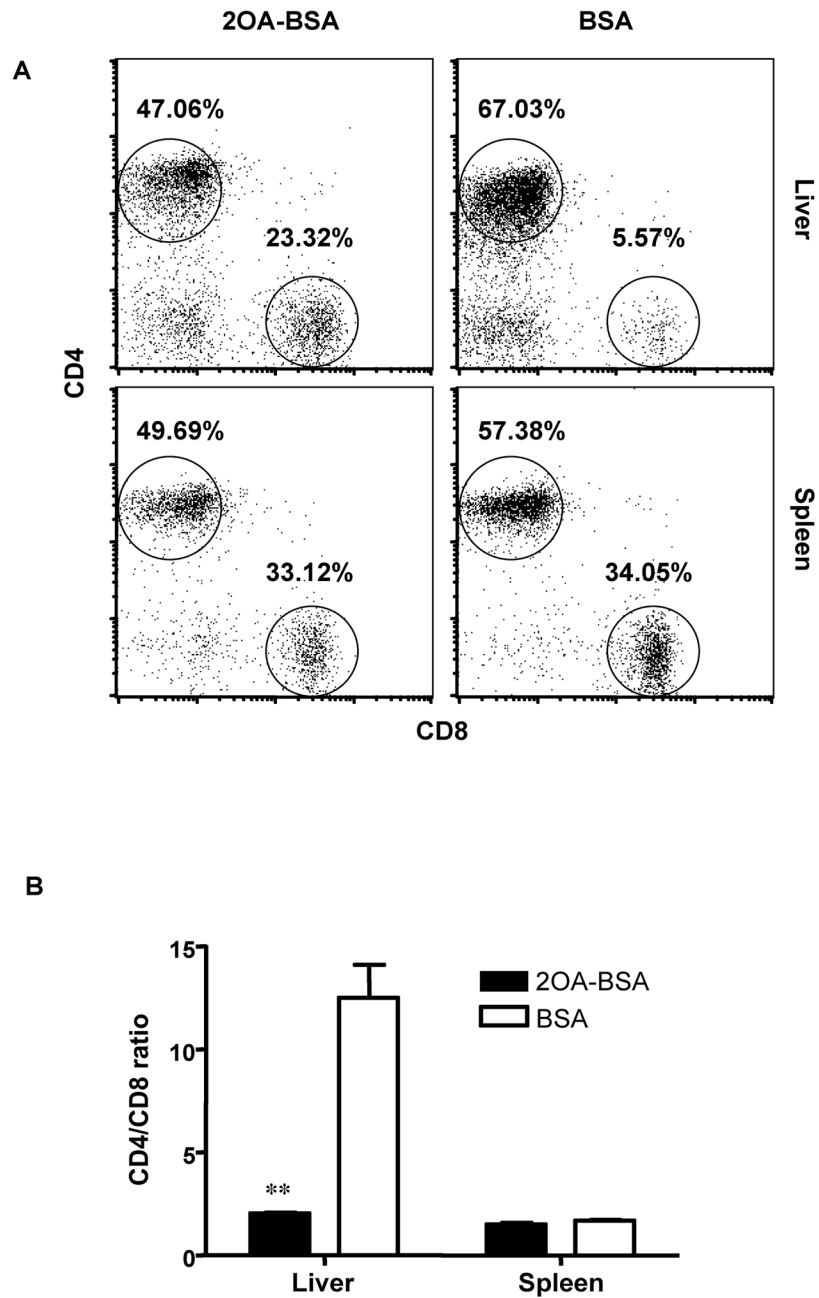 2OA-BSA BSA
A
47.06% 67.03%
Liver
23.32% 5.57%
CD4
49.69% 57.38%
Spleen
33.12% 34.05%
CD8
B
15
10
5
0
CD4/CD8 ratio
**
2OA-BSA
BSA
Liver Spleen